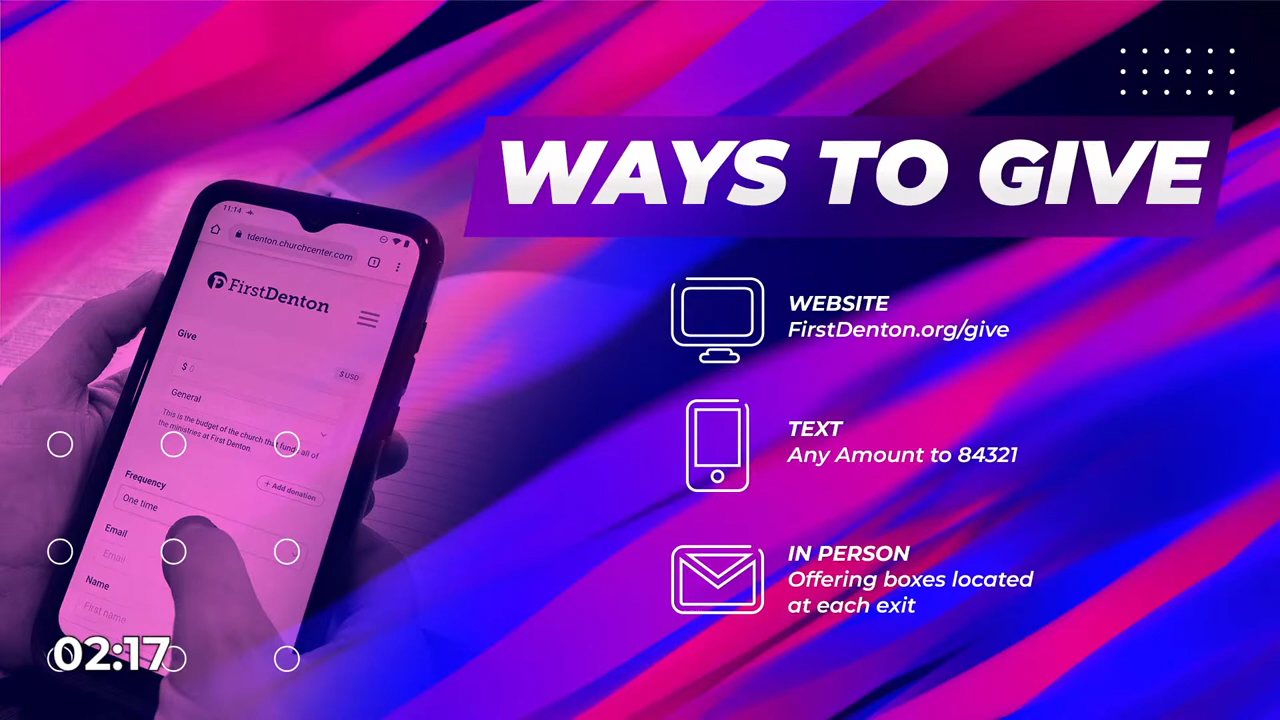 WAYS TO GIVE
11:14
tdenton.churchcenter.com
FirstDenton
Give
$ 0
$ USD
General
This is the budget of the church that funds all of
the ministries at First Denton.
Frequency
+ Add donation
One time
Email
Email
Name
First name
WEBSITE
FirstDenton.org/give
TEXT
Any Amount to 84321
IN PERSON
Offering boxes located
at each exit
02:17